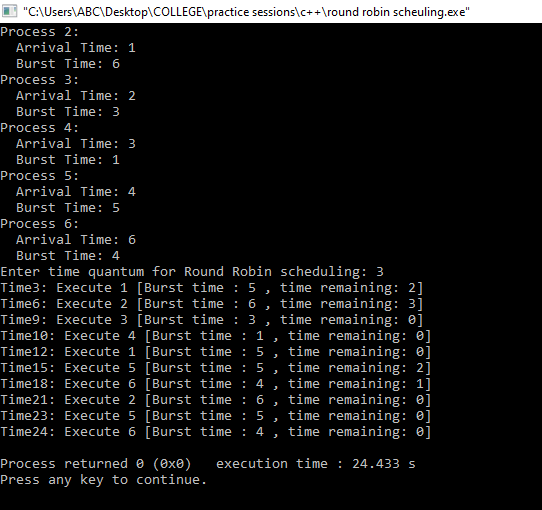 "C:\Users\ABC\Desktop\COLLEGE\practice sessions\c++\round robin scheuling.exe"
Process 2:
  Arrival Time: 1
  Burst Time: 6
Process 3:
  Arrival Time: 2
  Burst Time: 3
Process 4:
  Arrival Time: 3
  Burst Time: 1
Process 5:
  Arrival Time: 4
  Burst Time: 5
Process 6:
  Arrival Time: 6
  Burst Time: 4
Enter time quantum for Round Robin scheduling: 3
Time3: Execute 1 [Burst time : 5 , time remaining: 2]
Time6: Execute 2 [Burst time : 6 , time remaining: 3]
Time9: Execute 3 [Burst time : 3 , time remaining: 0]
Time10: Execute 4 [Burst time : 1 , time remaining: 0]
Time12: Execute 1 [Burst time : 5 , time remaining: 0]
Time15: Execute 5 [Burst time : 5 , time remaining: 2]
Time18: Execute 6 [Burst time : 4 , time remaining: 1]
Time21: Execute 2 [Burst time : 6 , time remaining: 0]
Time23: Execute 5 [Burst time : 5 , time remaining: 0]
Time24: Execute 6 [Burst time : 4 , time remaining: 0]
Process returned 0 (0x0)   execution time : 24.433 s
Press any key to continue.